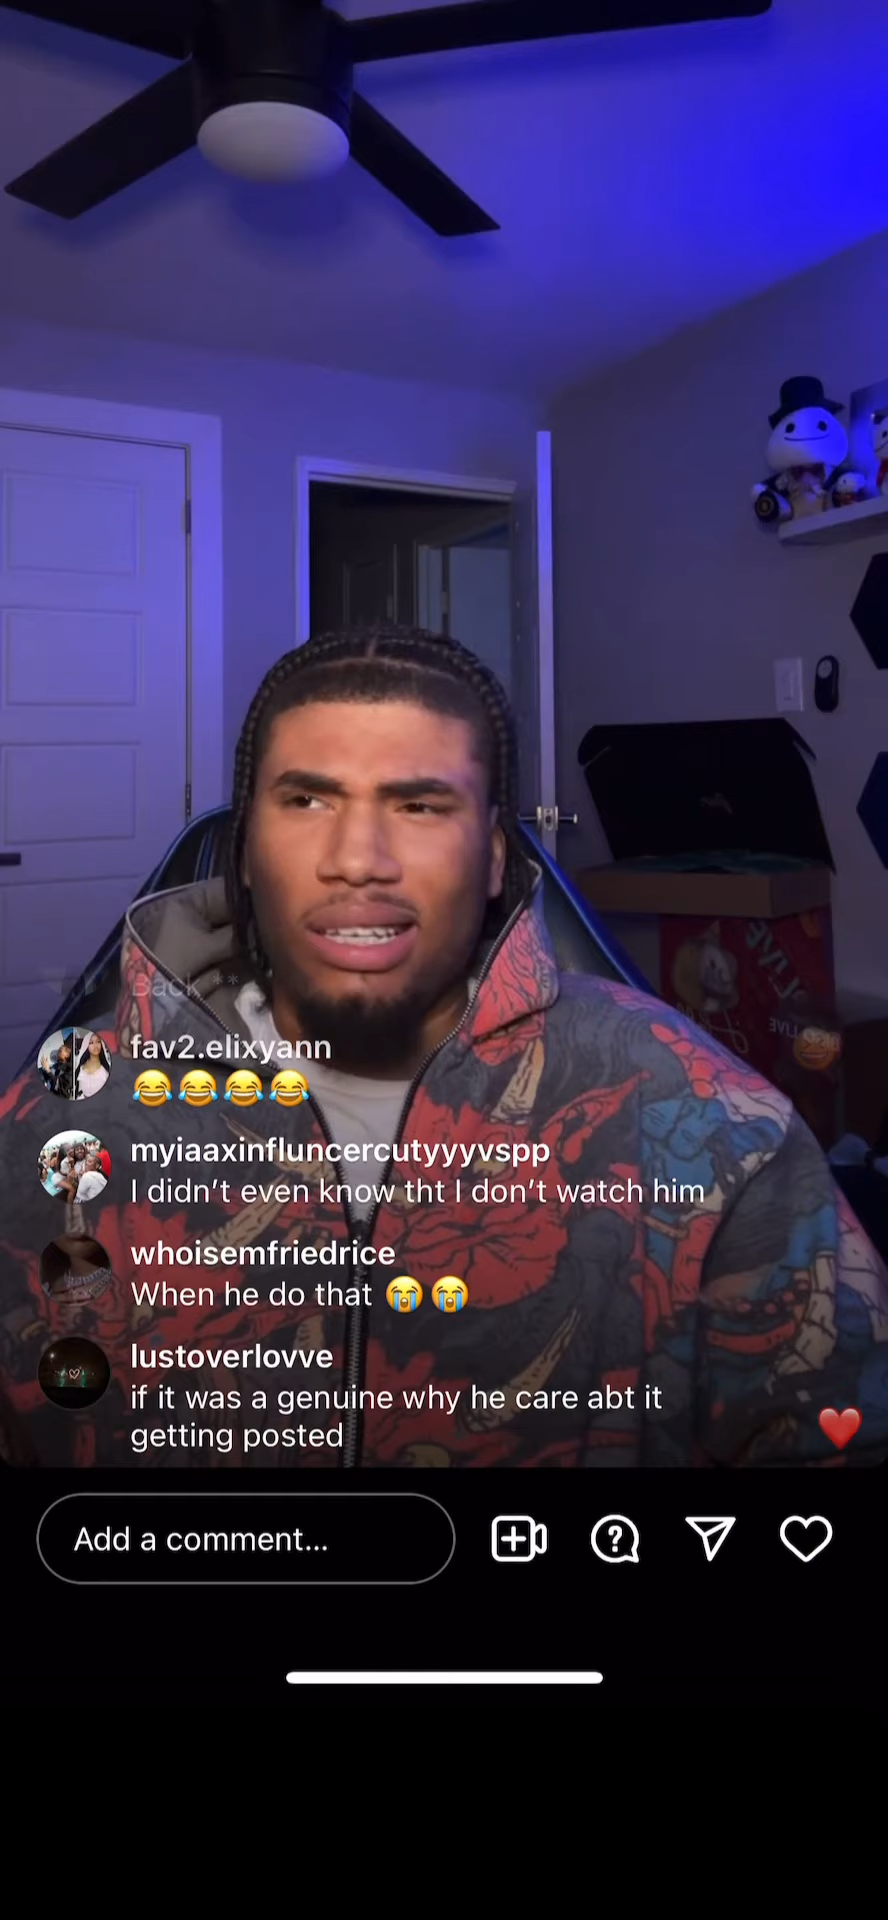 Back **
fav2.elixyann
😂😂😂😂
myiaaxinfluncercutyyyvspp
I didn't even know tht I don't watch him
whoisemfriedrice
When he do that 😭😭
lustoverlovve
if it was a genuine why he care abt it
getting posted
Add a comment...